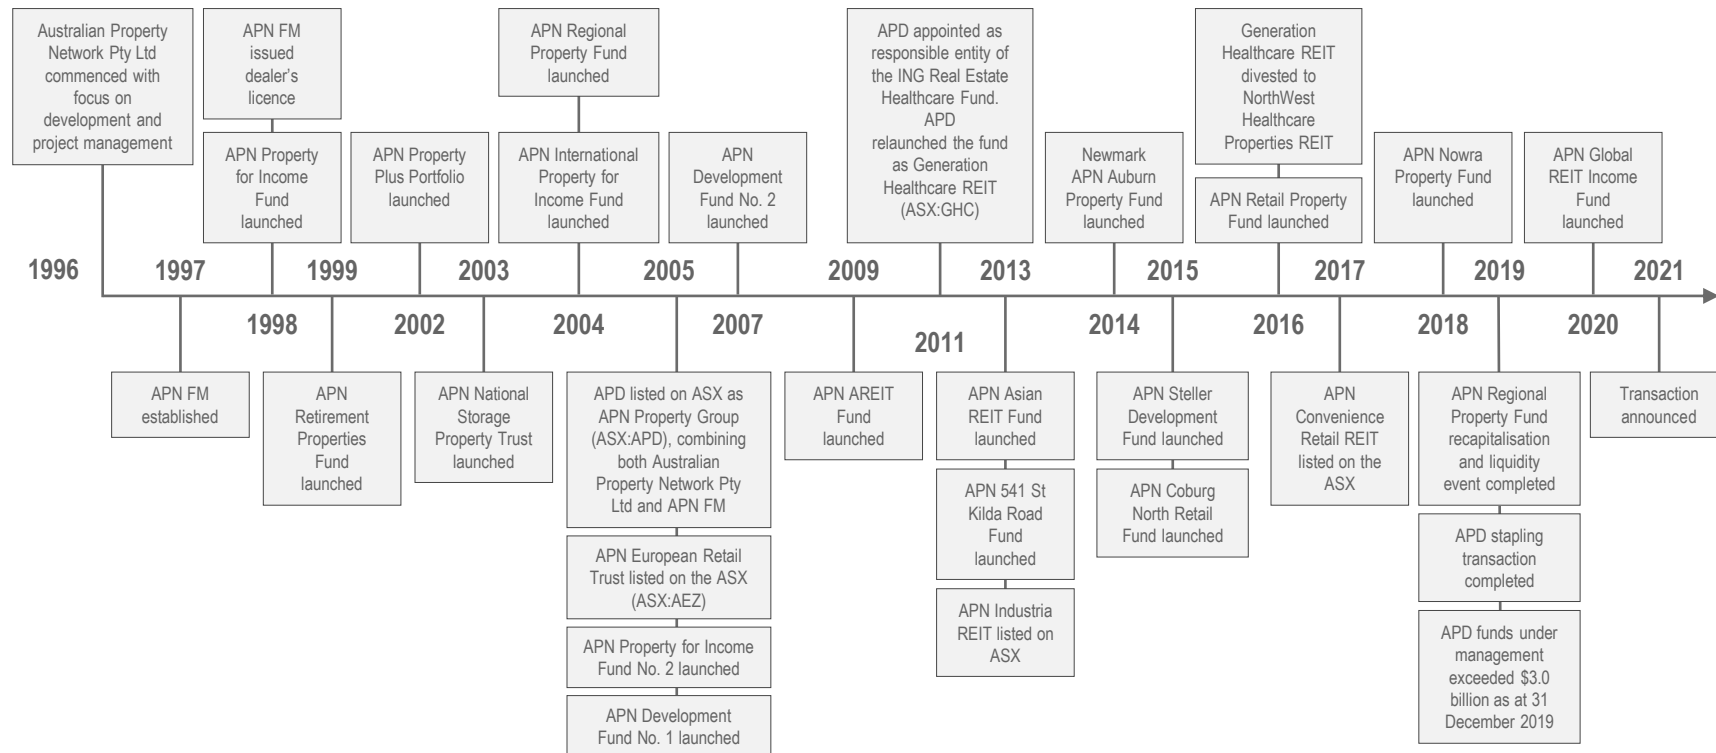 Australian Property
Network Pty Ltd
commenced with
focus on
development and
project management
APN FM
issued
dealer's
licence
APN Property
for Income
Fund
launched
APN Property
Plus Portfolio
launched
APN Regional
Property Fund
launched
APN International
Property for
Income Fund
launched
APN
Development
Fund No. 2
launched
APD appointed as
responsible entity of
the ING Real Estate
Healthcare Fund.
APD
relaunched the fund
as Generation
Healthcare REIT
(ASX:GHC)
Newmark
APN Auburn
Property Fund
launched
Generation
Healthcare REIT
divested to
NorthWest
Healthcare
Properties REIT
APN Retail Property
Fund launched
APN Nowra
Property Fund
launched
APN Global
REIT Income
Fund
launched
1996
1997
1999
2003
2005
2009
2013
2015
2017
2019
2021
1998
2002
2004
2007
2011
2014
2016
2018
2020
APN FM
established
APN
Retirement
Properties
Fund
launched
APN National
Storage
Property Trust
launched
APD listed on ASX as
APN Property Group
(ASX:APD), combining
both Australian
Property Network Pty
Ltd and APN FM
APN European Retail
Trust listed on the ASX
(ASX:AEZ)
APN Property for Income
Fund No. 2 launched
APN Development
Fund No. 1 launched
APN AREIT
Fund
launched
APN Asian
REIT Fund
launched
APN 541 St
Kilda Road
Fund
launched
APN Industria
REIT listed on
ASX
APN Steller
Development
Fund launched
APN Coburg
North Retail
Fund launched
APN
Convenience
Retail REIT
listed on the
ASX
APN Regional
Property Fund
recapitalisation
and liquidity
event completed
APD stapling
transaction
completed
APD funds under
management
exceeded $3.0
billion as at 31
December 2019
Transaction
announced